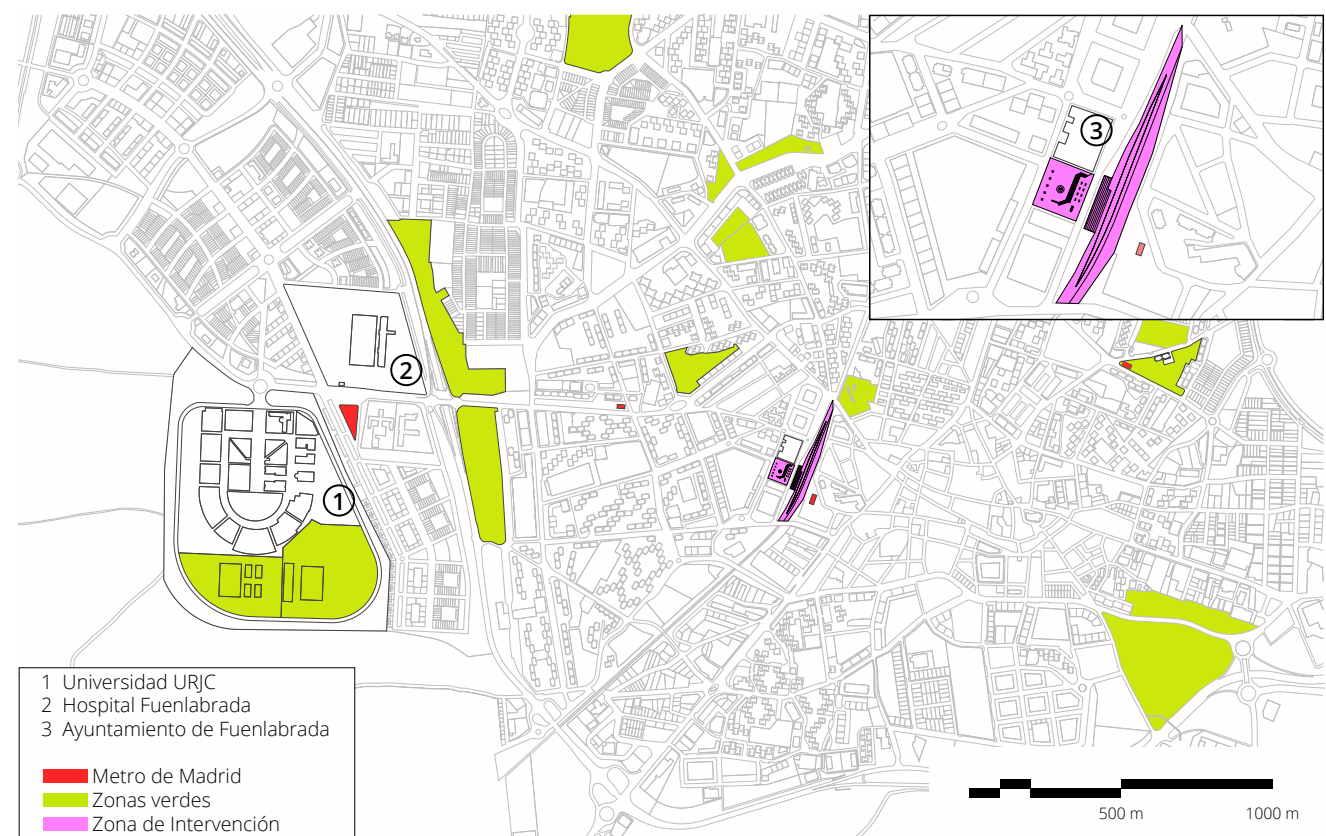 3
2
1
1 Universidad URJC
2 Hospital Fuenlabrada
3 Ayuntamiento de Fuenlabrada
Metro de Madrid
Zonas verdes
Zona de Intervención
500 m
1000 m